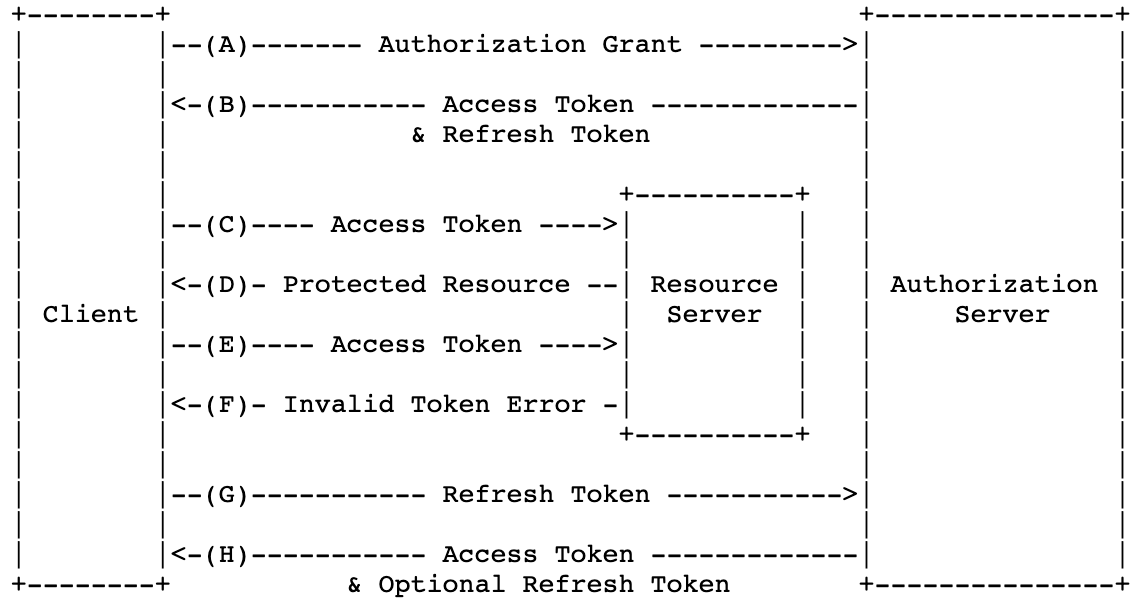 +--------+                                           +---------------+
|        |--(A)------- Authorization Grant --------->|               |
|        |                                           |               |
|        |<-(B)----------- Access Token -------------|               |
|        |               & Refresh Token             |               |
|        |                                           |               |
|        |                            +----------+   |               |
|        |--(C)---- Access Token ---->|          |   |               |
|        |                            |          |   |               |
|        |<-(D)- Protected Resource --| Resource |   | Authorization |
| Client |                            |  Server  |   |     Server    |
|        |--(E)---- Access Token ---->|          |   |               |
|        |                            |          |   |               |
|        |<-(F)- Invalid Token Error -|          |   |               |
|        |                            +----------+   |               |
|        |                                           |               |
|        |--(G)----------- Refresh Token ----------->|               |
|        |                                           |               |
|        |<-(H)----------- Access Token -------------|               |
+--------+           & Optional Refresh Token        +---------------+